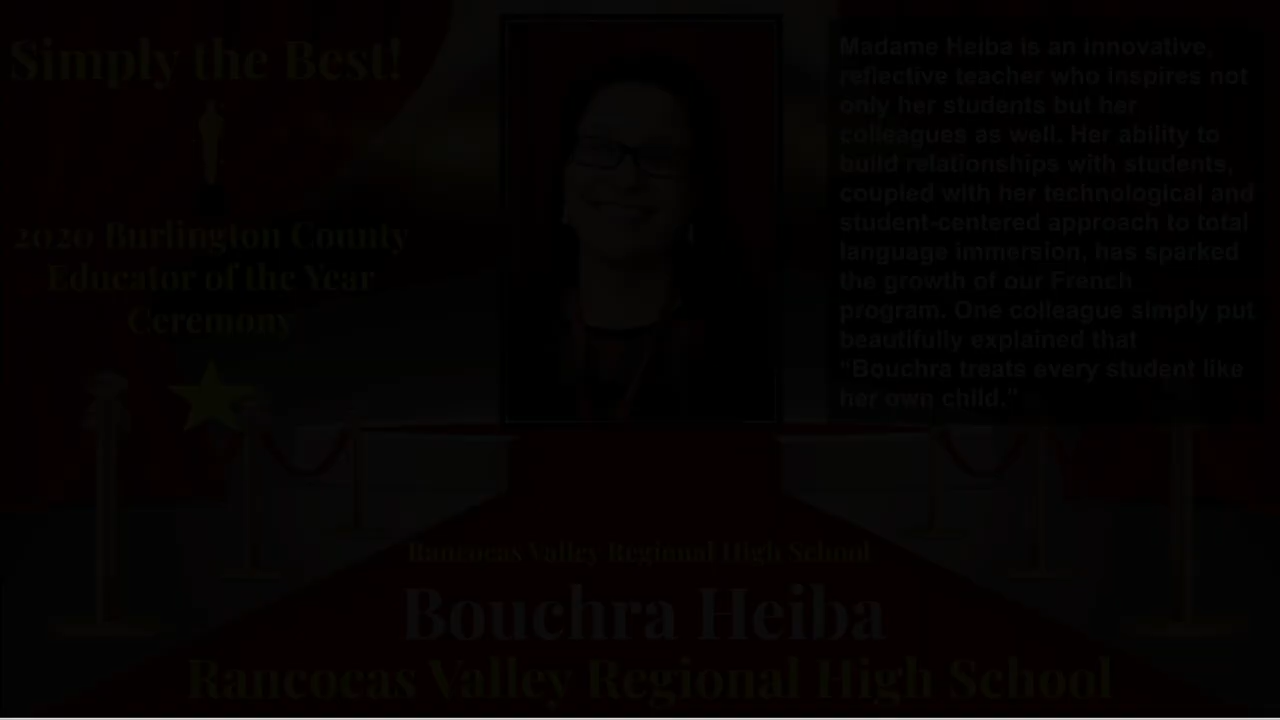 Simply the Best!
2020 Burlington County
Educator of the Year
Ceremony
Madame Heiba is an innovative,
reflective teacher who inspires not
only her students but her
colleagues as well. Her ability to
build relationships with students,
coupled with her technological and
student-centered approach to total
language immersion, has sparked
the growth of our French
program. One colleague simply put
beautifully explained that
"Bouchra treats every student like
her own child."
Rancocas Valley Regional High School
Bouchra Heiba
Rancocas Valley Regional High School